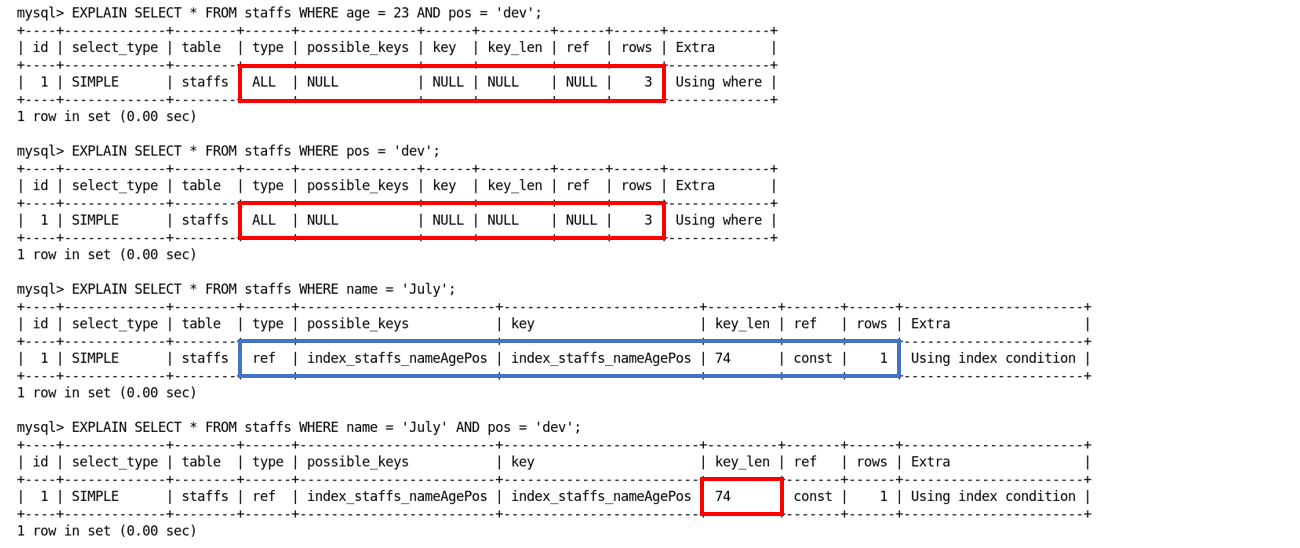 mysql> EXPLAIN SELECT * FROM staffs WHERE age = 23 AND pos = 'dev';
+----+-------------+--------+------+---------------+------+---------+------+------+-------------+
| id | select_type | table  | type | possible_keys | key  | key_len | ref  | rows | Extra       |
+----+-------------+--------+------+---------------+------+---------+------+------+-------------+
|  1 | SIMPLE      | staffs | ALL  | NULL          | NULL | NULL    | NULL |    3 | Using where |
+----+-------------+--------+------+---------------+------+---------+------+------+-------------+
1 row in set (0.00 sec)

mysql> EXPLAIN SELECT * FROM staffs WHERE pos = 'dev';
+----+-------------+--------+------+---------------+------+---------+------+------+-------------+
| id | select_type | table  | type | possible_keys | key  | key_len | ref  | rows | Extra       |
+----+-------------+--------+------+---------------+------+---------+------+------+-------------+
|  1 | SIMPLE      | staffs | ALL  | NULL          | NULL | NULL    | NULL |    3 | Using where |
+----+-------------+--------+------+---------------+------+---------+------+------+-------------+
1 row in set (0.00 sec)

mysql> EXPLAIN SELECT * FROM staffs WHERE name = 'July';
+----+-------------+--------+------+-------------------------+-------------------------+---------+-------+------+-----------------------+
| id | select_type | table  | type | possible_keys           | key                     | key_len | ref   | rows | Extra                 |
+----+-------------+--------+------+-------------------------+-------------------------+---------+-------+------+-----------------------+
|  1 | SIMPLE      | staffs | ref  | index_staffs_nameAgePos | index_staffs_nameAgePos | 74      | const |    1 | Using index condition |
+----+-------------+--------+------+-------------------------+-------------------------+---------+-------+------+-----------------------+
1 row in set (0.00 sec)

mysql> EXPLAIN SELECT * FROM staffs WHERE name = 'July' AND pos = 'dev';
+----+-------------+--------+------+-------------------------+-------------------------+---------+-------+------+-----------------------+
| id | select_type | table  | type | possible_keys           | key                     | key_len | ref   | rows | Extra                 |
+----+-------------+--------+------+-------------------------+-------------------------+---------+-------+------+-----------------------+
|  1 | SIMPLE      | staffs | ref  | index_staffs_nameAgePos | index_staffs_nameAgePos | 74      | const |    1 | Using index condition |
+----+-------------+--------+------+-------------------------+-------------------------+---------+-------+------+-----------------------+
1 row in set (0.00 sec)